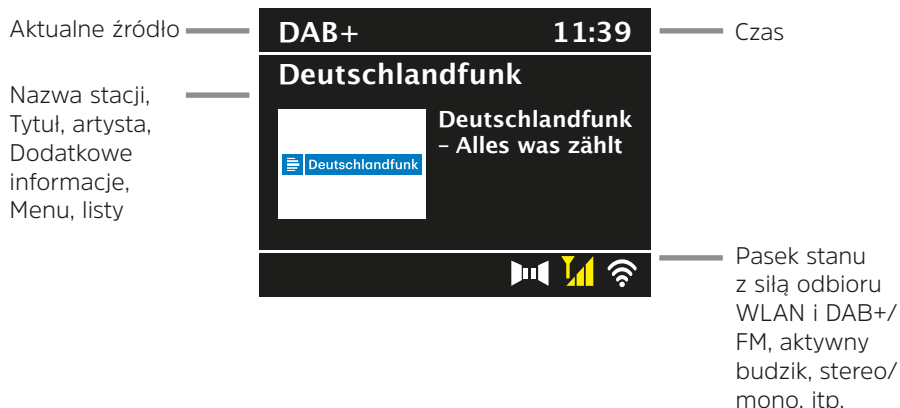 Aktualne źródło
DAB+ 11:39
Czas
Nazwa stacji,
Tytuł, artysta,
Dodatkowe
informacje,
Menu, listy
Deutschlandfunk
Deutschlandfunk
Deutschlandfunk
– Alles was zählt
Pasek stanu
z siłą odbioru
WLAN i DAB+/
FM, aktywny
budzik, stereo/
mono. itp.